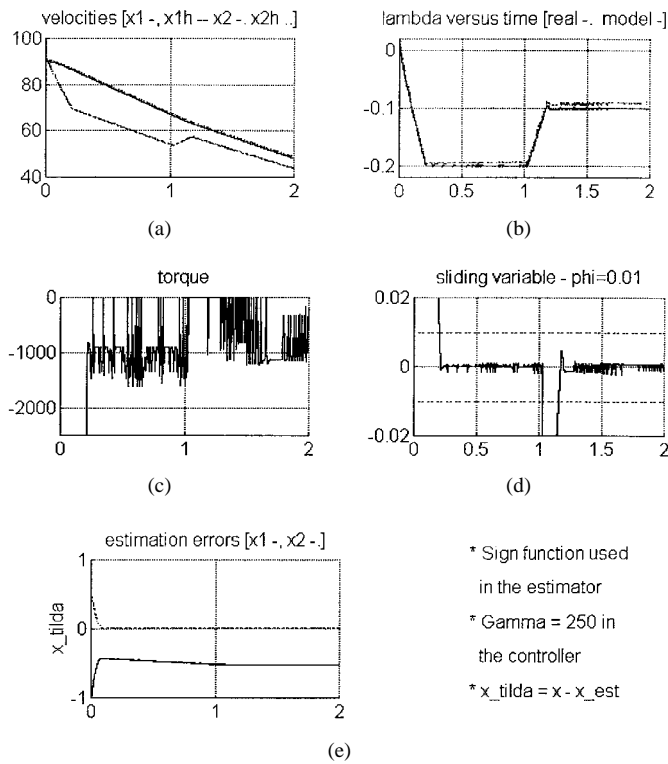 velocities [x1 -, x1h -- x2 -. x2h ..]
100
80
60
40
0
1
2
(a)
lambda versus time [real -. model -]
0
-0.1
-0.2
0
0.5
1
1.5
2
(b)
torque
0
-1000
-2000
0
1
2
(c)
sliding variable - phi=0.01
0.02
0
-0.02
0
0.5
1
1.5
2
(d)
estimation errors [x1 -, x2 -.]
x_tilda
1
0
-1
0
1
2
(e)
* Sign function used
in the estimator
* Gamma = 250 in
the controller
* x_tilda = x - x_est